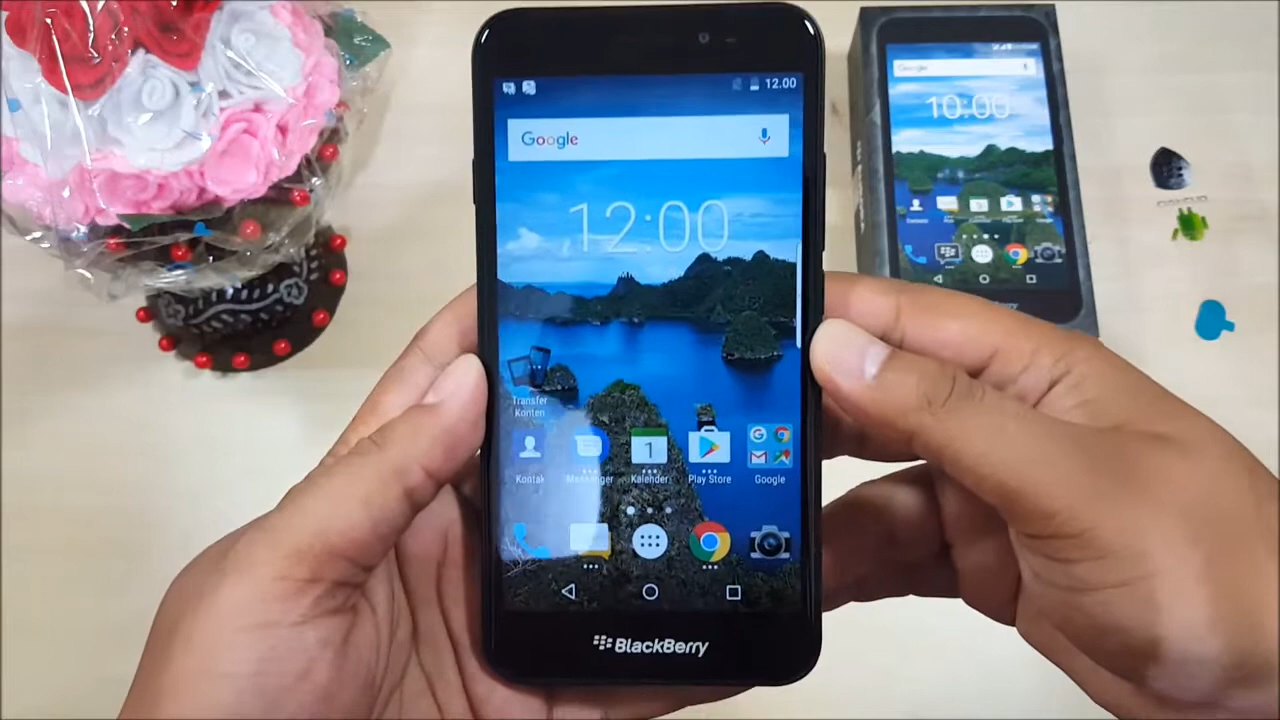 12.00
Google
12:00
Transfer
Konten
Kontak
Messenger
1
Kalender
Play Store
Google
BlackBerry
Google
10:00